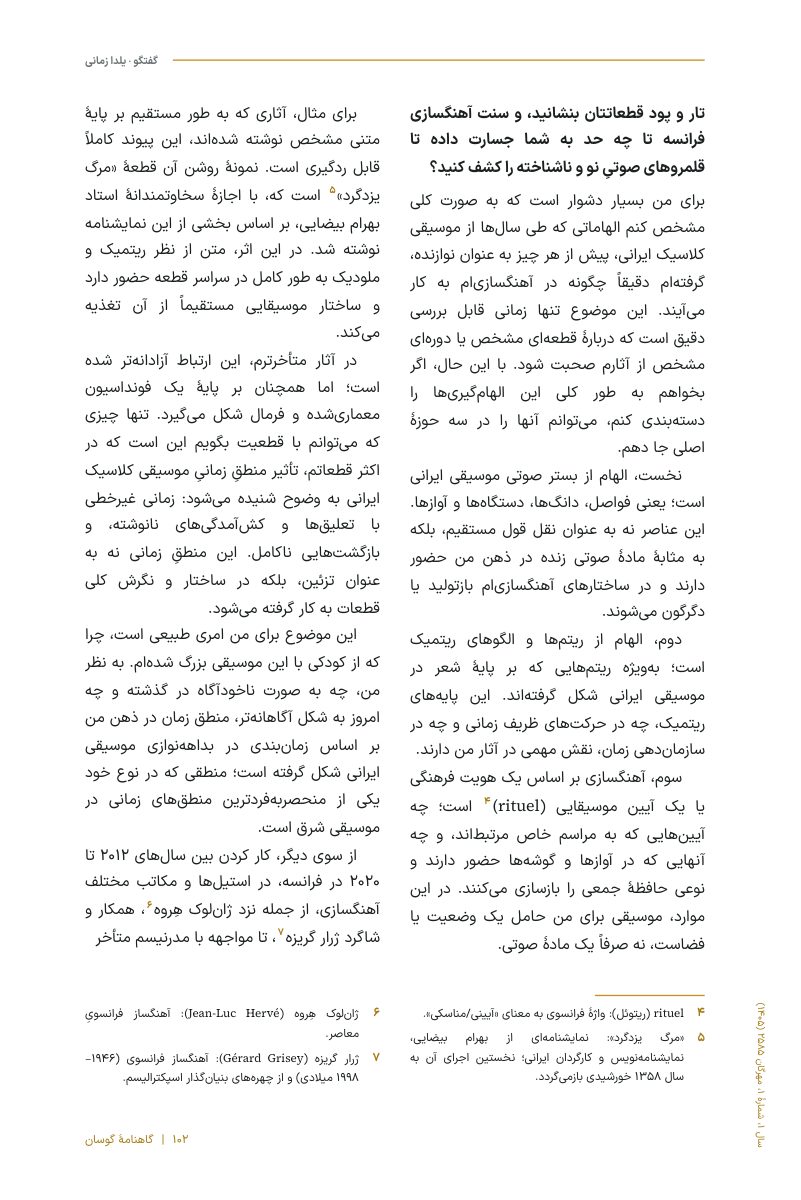 گفتگو · یلدا زمانی
تار و پود قطعاتتان بنشانید، و سنت آهنگسازی
فرانسه تا چه حد به شما جسارت داده تا
قلمروهای صوتیِ نو و ناشناخته را کشف کنید؟
برای من بسیار دشوار است که به صورت کلی
مشخص کنم الهاماتی که طی سال‌ها از موسیقی
کلاسیک ایرانی، پیش از هر چیز به عنوان نوازنده،
گرفته‌ام دقیقاً چگونه در آهنگسازی‌ام به کار
می‌آیند. این موضوع تنها زمانی قابل بررسی
دقیق است که دربارهٔ قطعه‌ای مشخص یا دوره‌ای
مشخص از آثارم صحبت شود. با این حال، اگر
بخواهم به طور کلی این الهام‌گیری‌ها را
دسته‌بندی کنم، می‌توانم آنها را در سه حوزهٔ
اصلی جا دهم.
نخست، الهام از بستر صوتی موسیقی ایرانی
است؛ یعنی فواصل، دانگ‌ها، دستگاه‌ها و آوازها.
این عناصر نه به عنوان نقل قول مستقیم، بلکه
به مثابهٔ مادهٔ صوتی زنده در ذهن من حضور
دارند و در ساختارهای آهنگسازی‌ام بازتولید یا
دگرگون می‌شوند.
دوم، الهام از ریتم‌ها و الگوهای ریتمیک
است؛ به‌ویژه ریتم‌هایی که بر پایهٔ شعر در
موسیقی ایرانی شکل گرفته‌اند. این پایه‌های
ریتمیک، چه در حرکت‌های ظریف زمانی و چه در
سازمان‌دهی زمان، نقش مهمی در آثار من دارند.
سوم، آهنگسازی بر اساس یک هویت فرهنگی
یا یک آیین موسیقایی (rituel)۴ است؛ چه
آیین‌هایی که به مراسم خاص مرتبط‌اند، و چه
آنهایی که در آوازها و گوشه‌ها حضور دارند و
نوعی حافظهٔ جمعی را بازسازی می‌کنند. در این
موارد، موسیقی برای من حامل یک وضعیت یا
فضاست، نه صرفاً یک مادهٔ صوتی.
برای مثال، آثاری که به طور مستقیم بر پایهٔ
متنی مشخص نوشته شده‌اند، این پیوند کاملاً
قابل ردگیری است. نمونهٔ روشن آن قطعهٔ «مرگ
یزدگرد»۵ است که، با اجازهٔ سخاوتمندانهٔ استاد
بهرام بیضایی، بر اساس بخشی از این نمایشنامه
نوشته شد. در این اثر، متن از نظر ریتمیک و
ملودیک به طور کامل در سراسر قطعه حضور دارد
و ساختار موسیقایی مستقیماً از آن تغذیه
می‌کند.
در آثار متأخرترم، این ارتباط آزادانه‌تر شده
است؛ اما همچنان بر پایهٔ یک فونداسیون
معماری‌شده و فرمال شکل می‌گیرد. تنها چیزی
که می‌توانم با قطعیت بگویم این است که در
اکثر قطعاتم، تأثیر منطقِ زمانیِ موسیقی کلاسیک
ایرانی به وضوح شنیده می‌شود: زمانی غیرخطی
با تعلیق‌ها و کش‌آمدگی‌های نانوشته، و
بازگشت‌هایی ناکامل. این منطقِ زمانی نه به
عنوان تزئین، بلکه در ساختار و نگرش کلی
قطعات به کار گرفته می‌شود.
این موضوع برای من امری طبیعی است، چرا
که از کودکی با این موسیقی بزرگ شده‌ام. به نظر
من، چه به صورت ناخودآگاه در گذشته و چه
امروز به شکل آگاهانه‌تر، منطق زمان در ذهن من
بر اساس زمان‌بندی در بداهه‌نوازی موسیقی
ایرانی شکل گرفته است؛ منطقی که در نوع خود
یکی از منحصربه‌فردترین منطق‌های زمانی در
موسیقی شرق است.
از سوی دیگر، کار کردن بین سال‌های ۲۰۱۲ تا
۲۰۲۰ در فرانسه، در استیل‌ها و مکاتب مختلف
آهنگسازی، از جمله نزد ژان‌لوک هِروه۶، همکار و
شاگرد ژرار گریزه۷، تا مواجهه با مدرنیسم متأخر
۴ rituel (ریتوئل): واژهٔ فرانسوی به معنای «آیینی/مناسکی».
۵ «مرگ یزدگرد»: نمایشنامه‌ای از بهرام بیضایی،
نمایشنامه‌نویس و کارگردان ایرانی؛ نخستین اجرای آن به
سال ۱۳۵۸ خورشیدی بازمی‌گردد.
۶ ژان‌لوک هِروه (Jean-Luc Hervé): آهنگساز فرانسویِ
معاصر.
۷ ژرار گریزه (Gérard Grisey): آهنگساز فرانسوی (۱۹۴۶–
۱۹۹۸ میلادی) و از چهره‌های بنیان‌گذار اسپکترالیسم.
سال ۱، شمارهٔ ۱، مهرگان ۲۵۸۵ (۱۴۰۵)
۱۰۲ | گاهنامهٔ گوسان